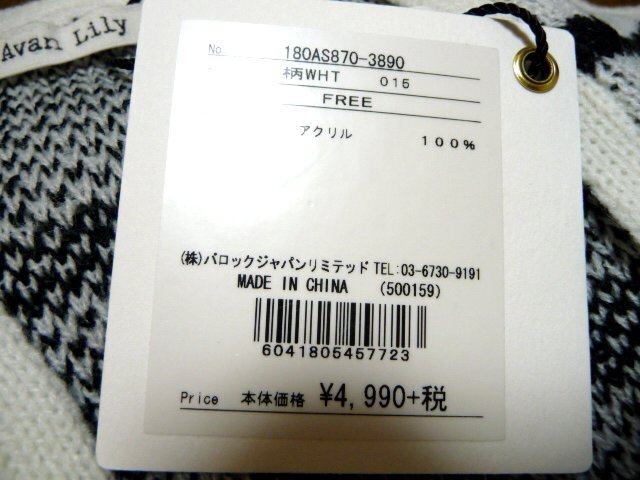 Avan Lily
No. 180AS870-3890
柄WHT 015
FREE
アクリル 100%
(株)バロックジャパンリミテッド TEL:03-6730-9191
MADE IN CHINA (500159)
6041805457723
Price 本体価格 ¥4,990+税